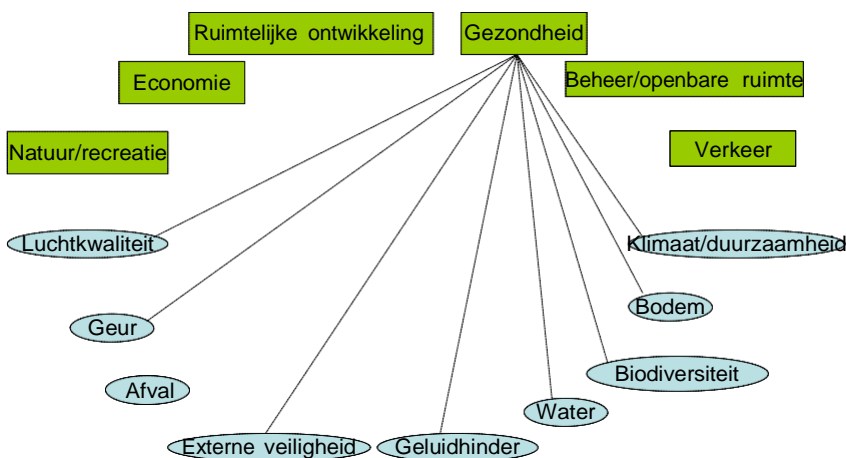 Ruimtelijke ontwikkeling
Gezondheid
Economie
Beheer/openbare ruimte
Natuur/recreatie
Verkeer
Luchtkwaliteit
Klimaat/duurzaamheid
Bodem
Geur
Biodiversiteit
Afval
Water
Externe veiligheid
Geluidhinder